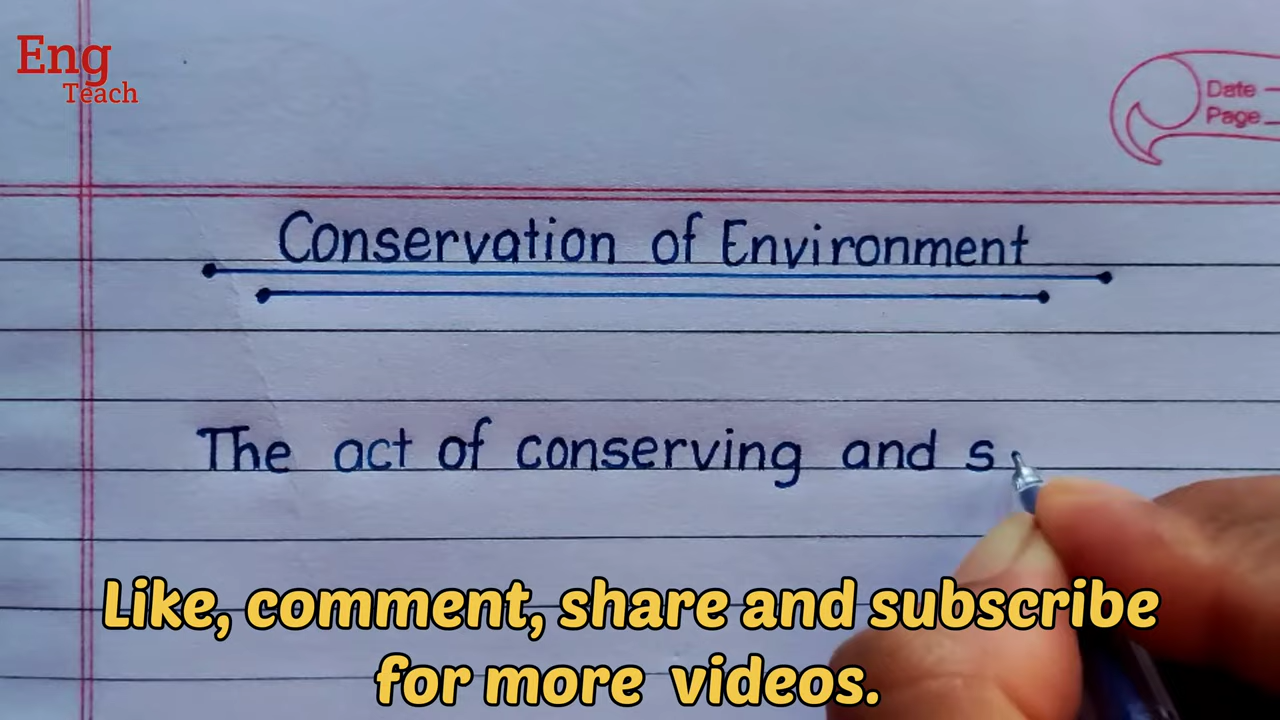 Eng
Teach
Date
Page
Conservation of Environment
The act of conserving and s
Like, comment, share and subscribe
for more videos.